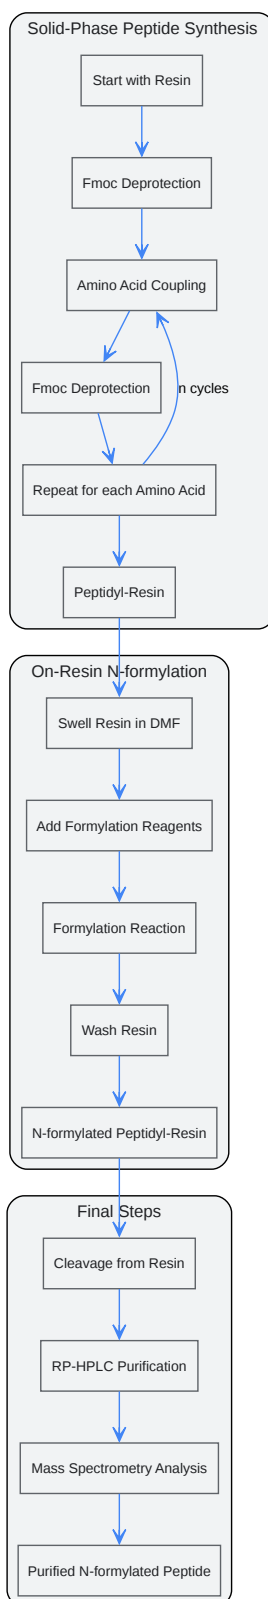 Solid-Phase Peptide Synthesis
Start with Resin
Fmoc Deprotection
Amino Acid Coupling
Fmoc Deprotection
n cycles
Repeat for each Amino Acid
Peptidyl-Resin
On-Resin N-formylation
Swell Resin in DMF
Add Formylation Reagents
Formylation Reaction
Wash Resin
N-formylated Peptidyl-Resin
Final Steps
Cleavage from Resin
RP-HPLC Purification
Mass Spectrometry Analysis
Purified N-formylated Peptide